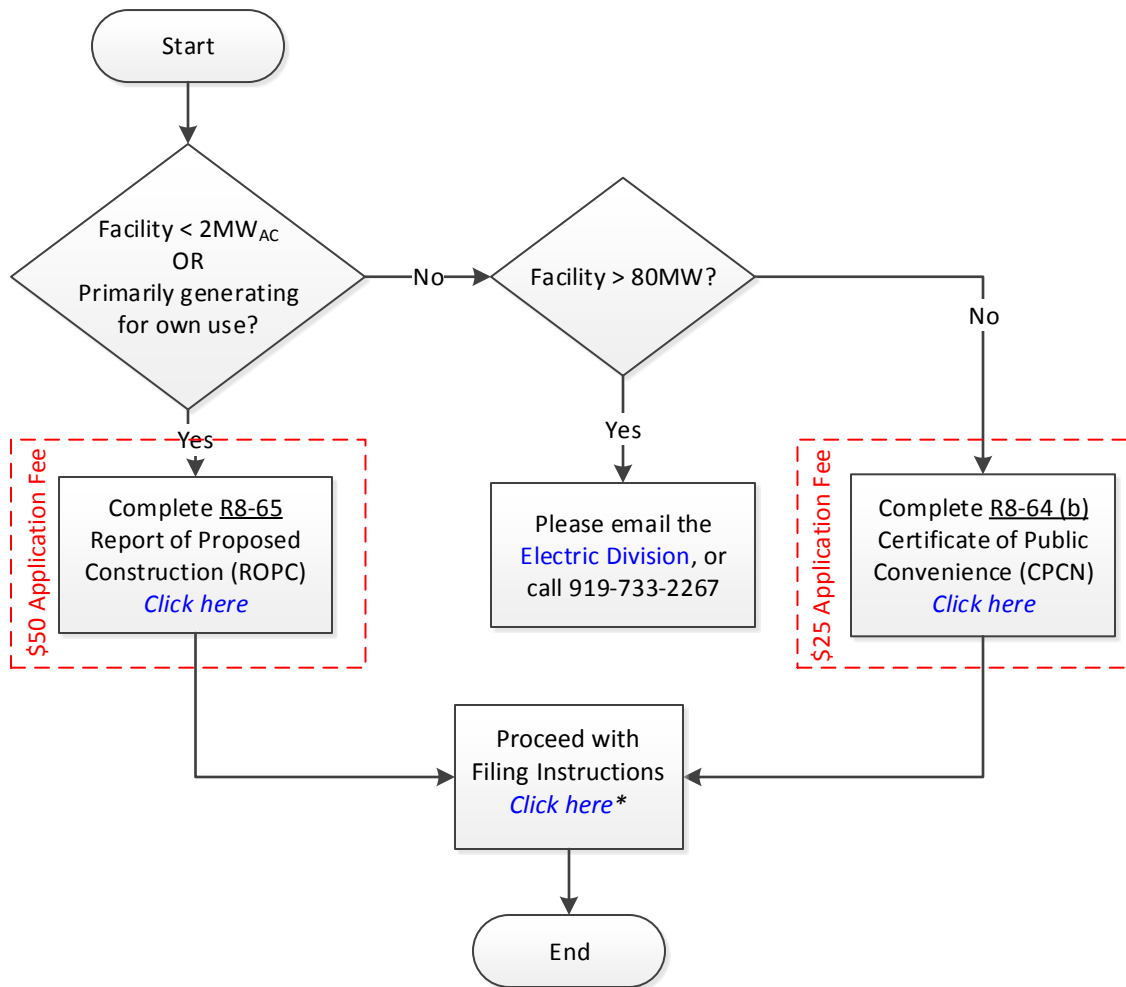 Start
Facility < 2MWAC
OR
Primarily generating
for own use?
No
Facility > 80MW?
No
Yes
Yes
$50 Application Fee
Complete R8-65
Report of Proposed
Construction (ROPC)
Click here
Please email the
Electric Division, or
call 919-733-2267
$25 Application Fee
Complete R8-64 (b)
Certificate of Public
Convenience (CPCN)
Click here
Proceed with
Filing Instructions
Click here*
End